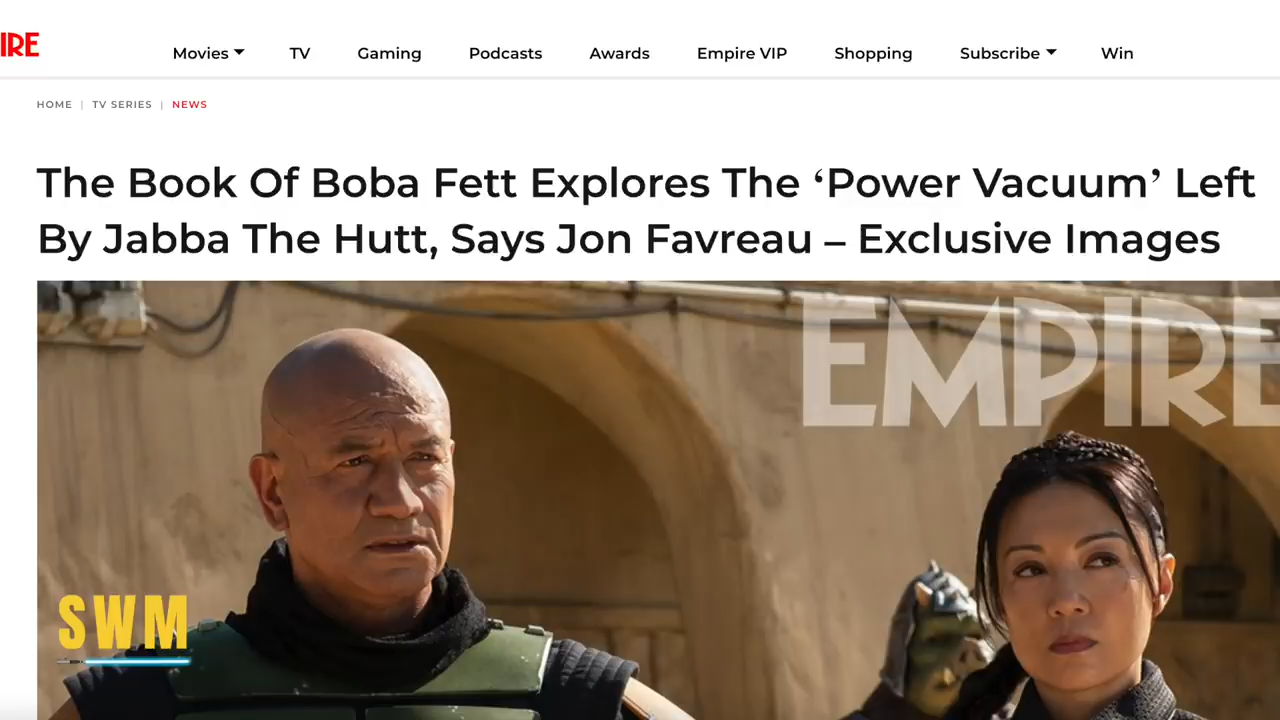 IRE
Movies TV Gaming Podcasts Awards Empire VIP Shopping Subscribe Win
HOME | TV SERIES | NEWS
The Book Of Boba Fett Explores The ‘Power Vacuum’ Left
By Jabba The Hutt, Says Jon Favreau – Exclusive Images
EMPIRE
SWM